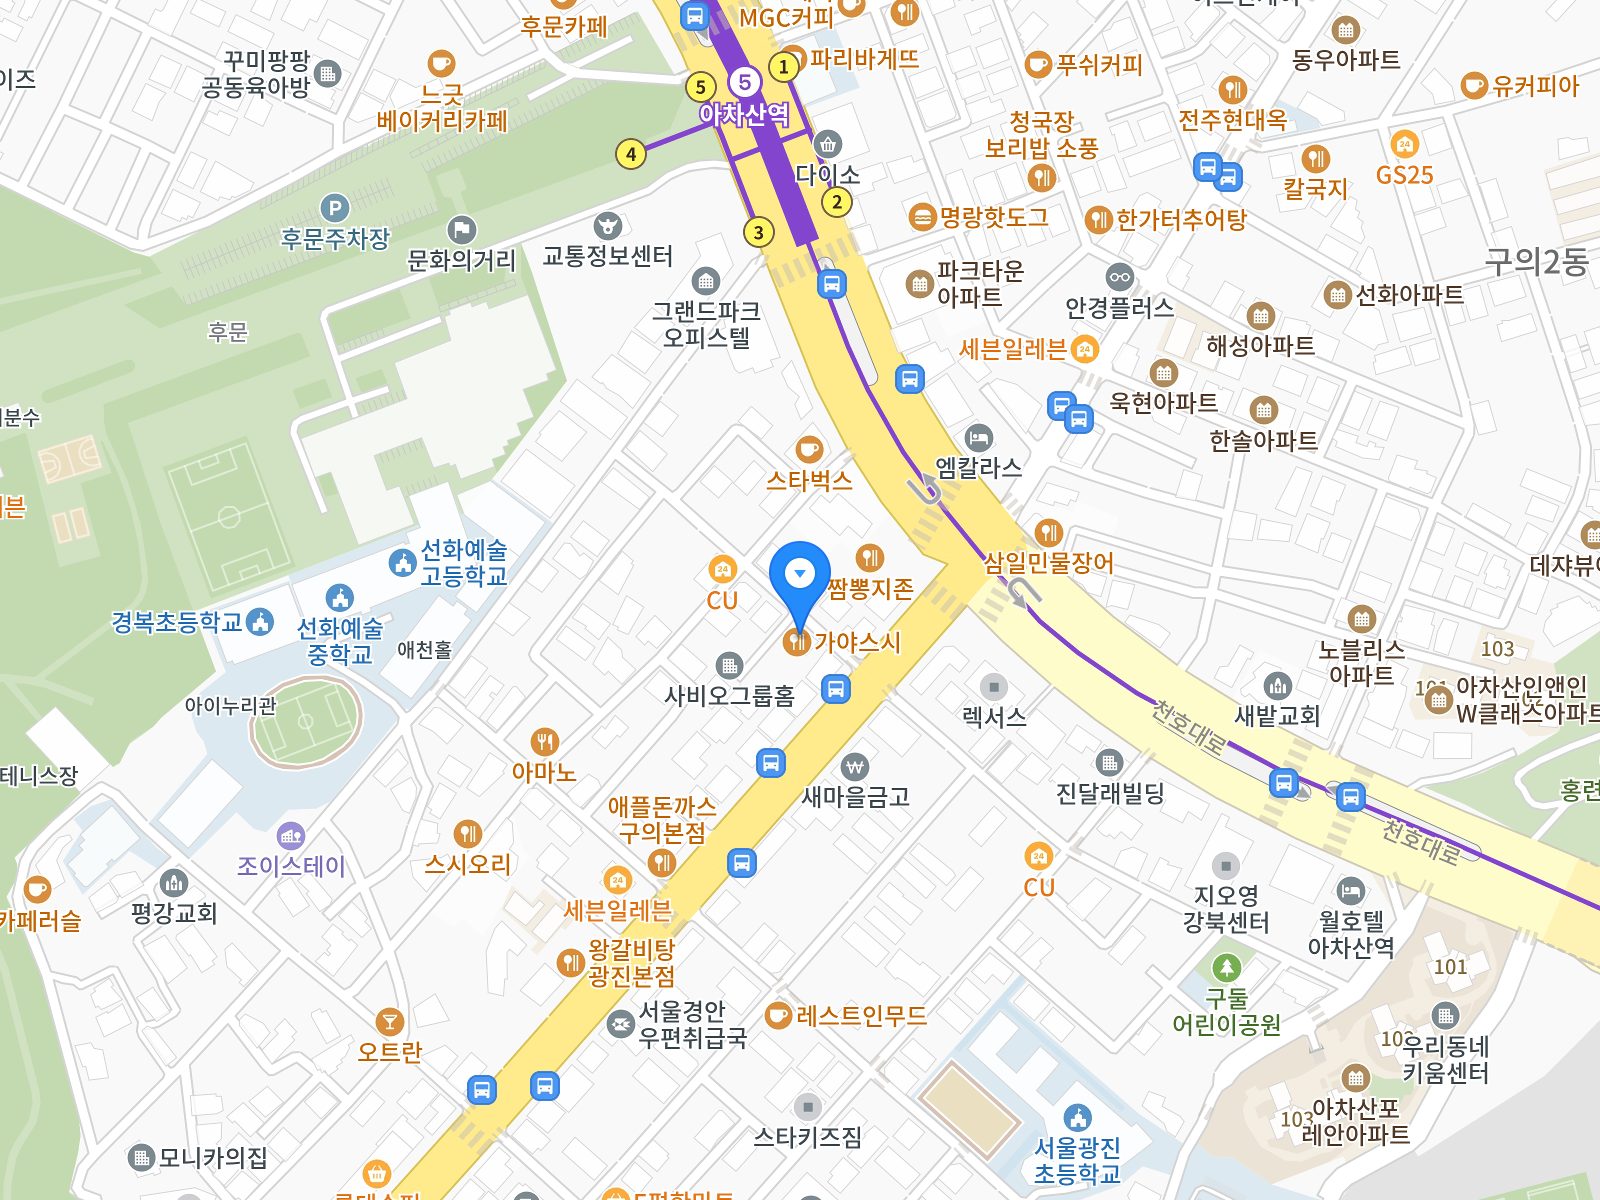 후문카페
MGC커피
꾸미팡팡
공동육아방
느긋
베이커리카페
파리바게뜨
푸쉬커피
동우아파트
유커피아
전주현대옥
청국장
보리밥 소풍
칼국지
GS25
1
5
5
아차산역
4
다이소
2
3
후문주차장
문화의거리
교통정보센터
명랑핫도그
한가터추어탕
구의2동
그랜드파크
오피스텔
파크타운
아파트
안경플러스
선화아파트
해성아파트
후문
세븐일레븐
욱현아파트
한솔아파트
스타벅스
엠칼라스
선화예술
고등학교
CU
짬뽕지존
삼일민물장어
경복초등학교
선화예술
중학교
애천홀
가야스시
사비오그룹홈
노블리스
아파트
103
아차산인앤인
W클래스아파트
아이누리관
렉서스
천호대로
새밭교회
테니스장
아마노
새마을금고
진달래빌딩
천호대로
애플돈까스
구의본점
조이스테이
스시오리
세븐일레븐
CU
지오영
강북센터
월호텔
아차산역
카페러슬
평강교회
왕갈비탕
광진본점
101
구둘
어린이공원
서울경안
우편취급국
레스트인무드
오트란
우리동네
키움센터
103
아차산포
레안아파트
스타키즈짐
서울광진
초등학교
모니카의집